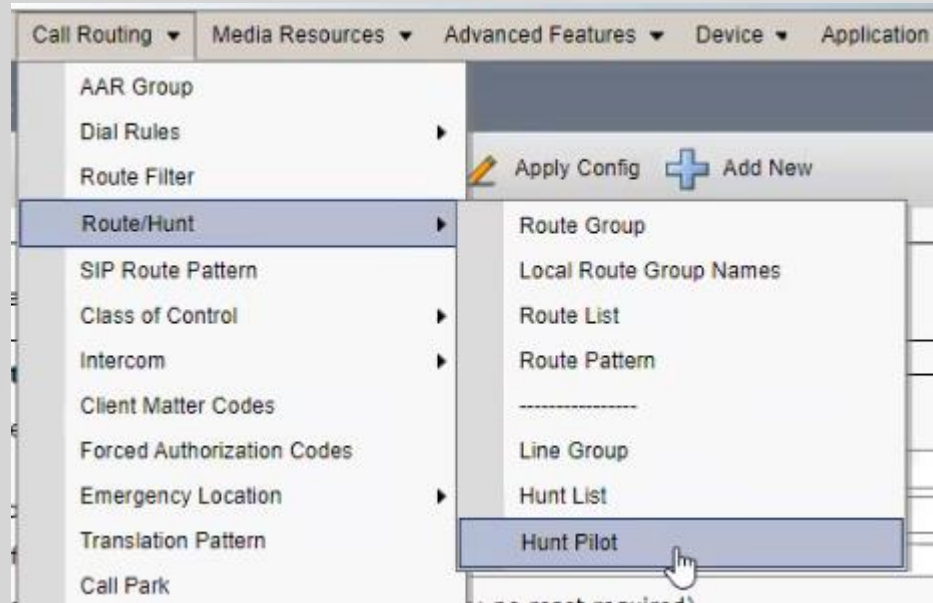 Call Routing Media Resources Advanced Features Device Application
AAR Group
Dial Rules
Route Filter
Apply Config Add New
Route/Hunt
Route Group
SIP Route Pattern
Local Route Group Names
Class of Control
Route List
Intercom
Route Pattern
Client Matter Codes
----------------
Forced Authorization Codes
Line Group
Emergency Location
Hunt List
Translation Pattern
Hunt Pilot
Call Park
no reset required)